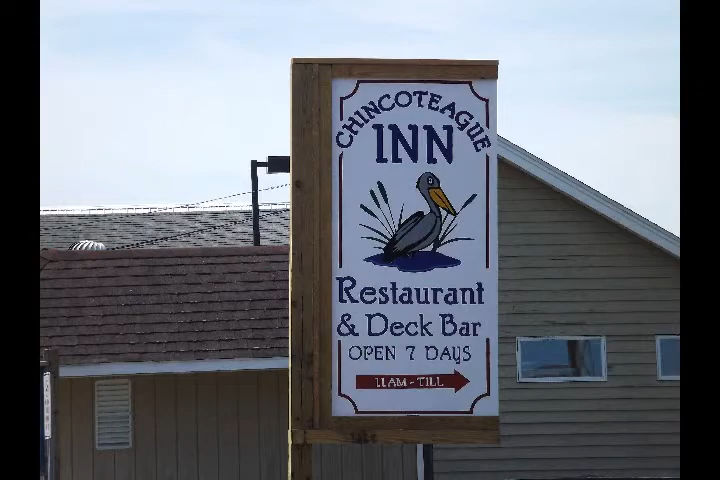 CHINCOTEAGUE
INN
Restaurant
& Deck Bar
OPEN 7 DAYS
11AM - TILL